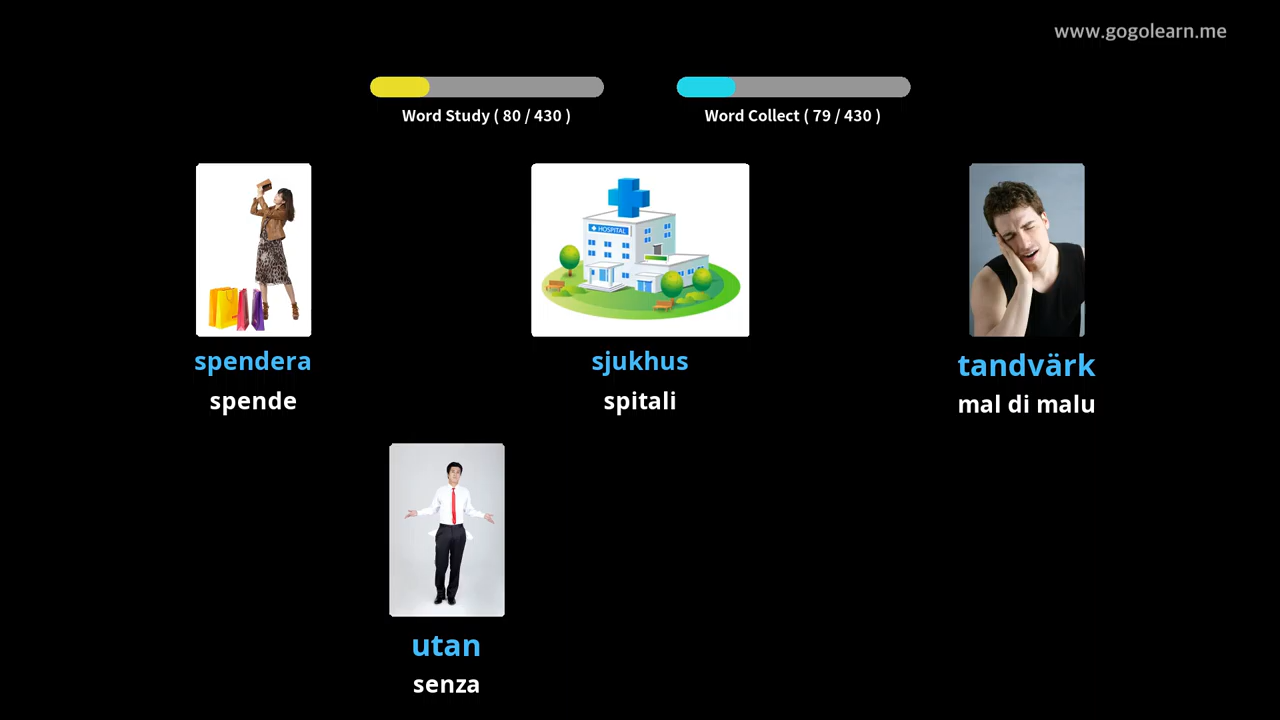 www.gogolearn.me
Word Study ( 80 / 430 )
Word Collect ( 79 / 430 )
HOSPITAL
spendera
spende
sjukhus
spitali
tandvärk
mal di malu
utan
senza